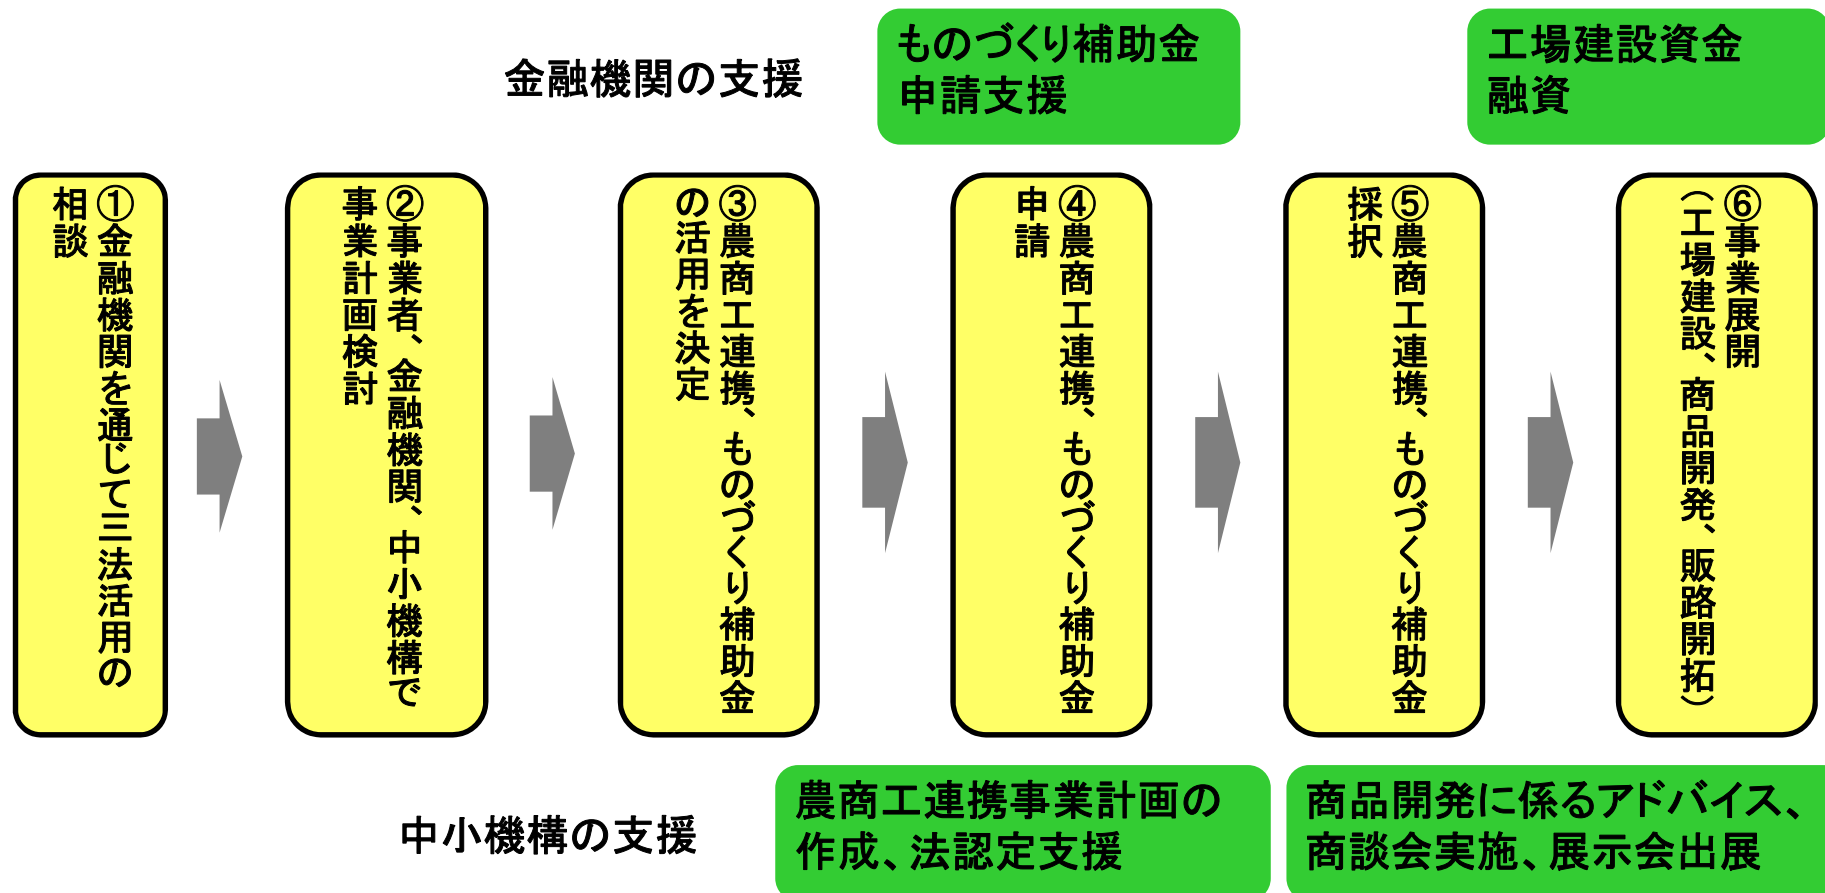 金融機関の支援
ものづくり補助金
申請支援
工場建設資金
融資
①金融機関を通じて三法活用の
相談
②事業者、金融機関、中小機構で
事業計画検討
③農商工連携、ものづくり補助金
の活用を決定
④農商工連携、ものづくり補助金
申請
⑤農商工連携、ものづくり補助金
採択
⑥事業展開
（工場建設、商品開発、販路開拓）
中小機構の支援
農商工連携事業計画の
作成、法認定支援
商品開発に係るアドバイス、
商談会実施、展示会出展